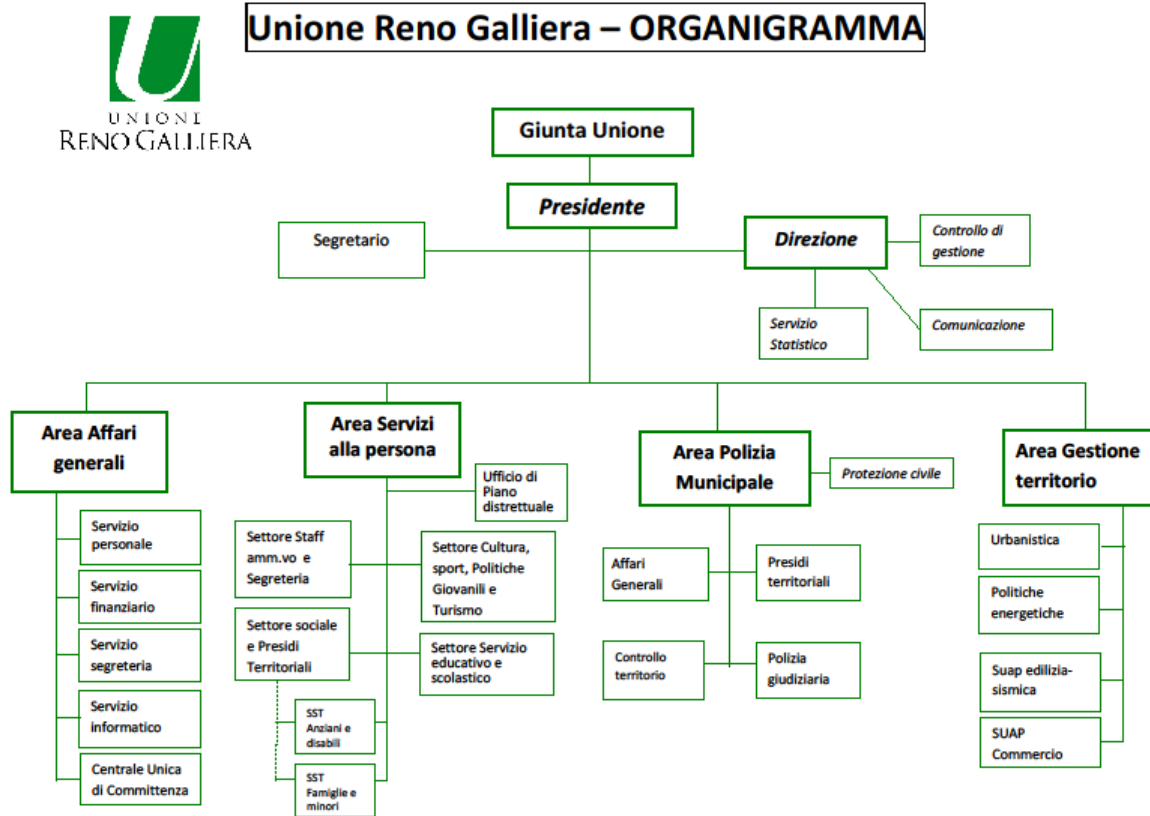 Unione Reno Galliera – ORGANIGRAMMA
U
UNIONE
RENO GALLIERA
Giunta Unione
Presidente
Segretario
Direzione
Controllo di
gestione
Servizio
Statistico
Comunicazione
Area Affari
generali
Servizio
personale
Servizio
finanziario
Servizio
segreteria
Servizio
informatico
Centrale Unica
di Committenza
Area Servizi
alla persona
Ufficio di
Piano
distrettuale
Settore Staff
amm.vo e
Segreteria
Settore Cultura,
sport, Politiche
Giovanili e
Turismo
Settore sociale
e Presidi
Territoriali
Settore Servizio
educativo e
scolastico
SST
Anziani e
disabili
SST
Famiglie e
minori
Area Polizia
Municipale
Protezione civile
Affari
Generali
Presidi
territoriali
Controllo
territorio
Polizia
giudiziaria
Area Gestione
territorio
Urbanistica
Politiche
energetiche
Suap edilizia-
sismica
SUAP
Commercio